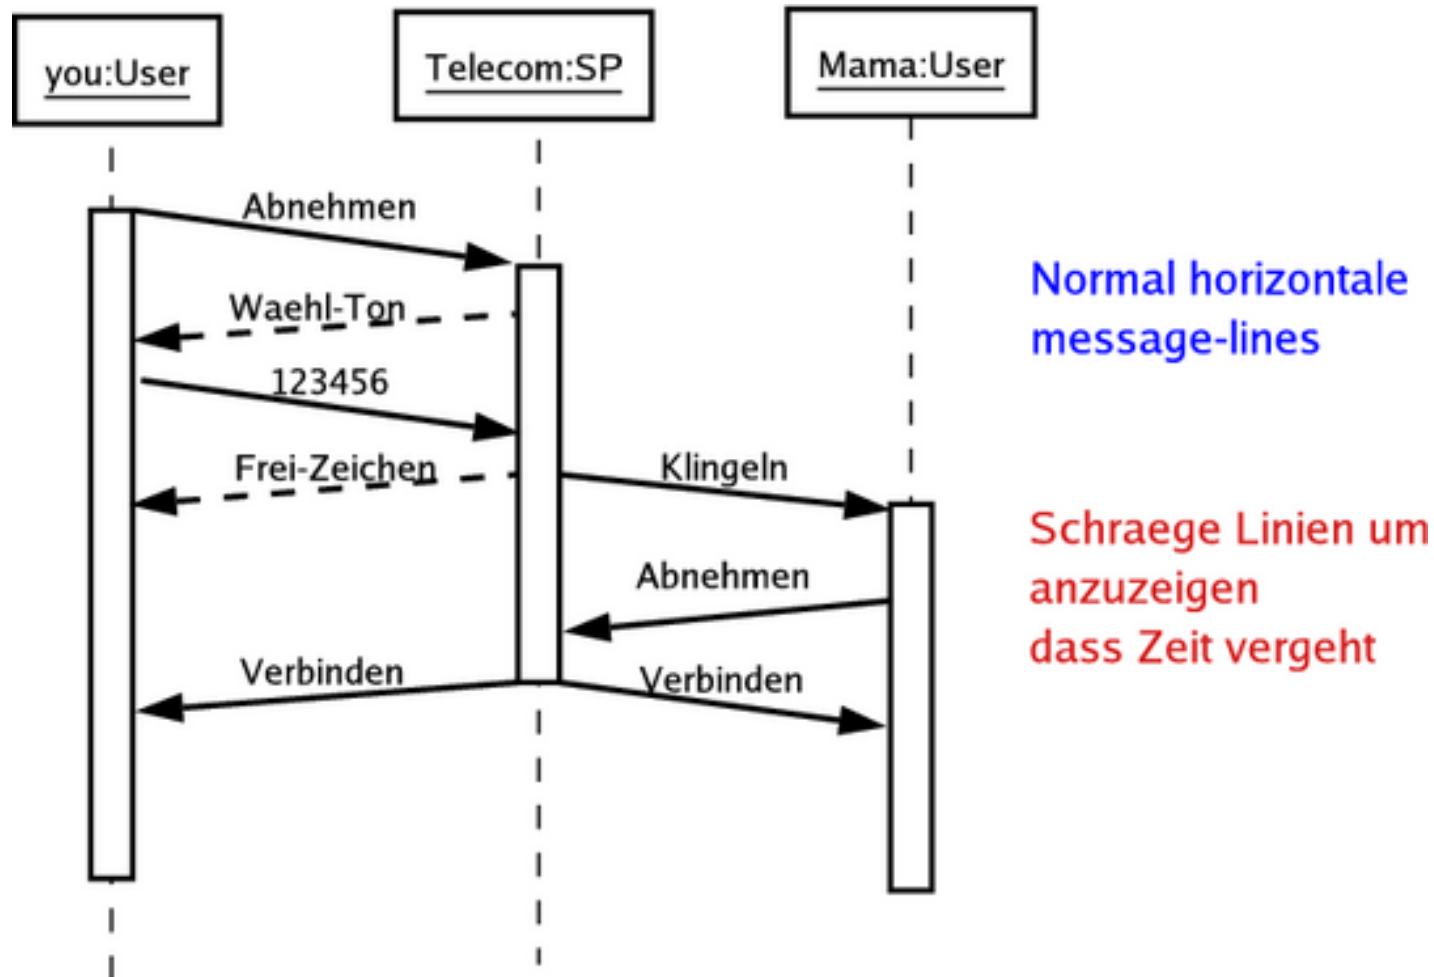 you:User
Telecom:SP
Mama:User
Abnehmen
Waehl-Ton
123456
Frei-Zeichen
Klingeln
Abnehmen
Verbinden
Verbinden
Normal horizontale
message-lines
Schraege Linien um
anzuzeigen
dass Zeit vergeht